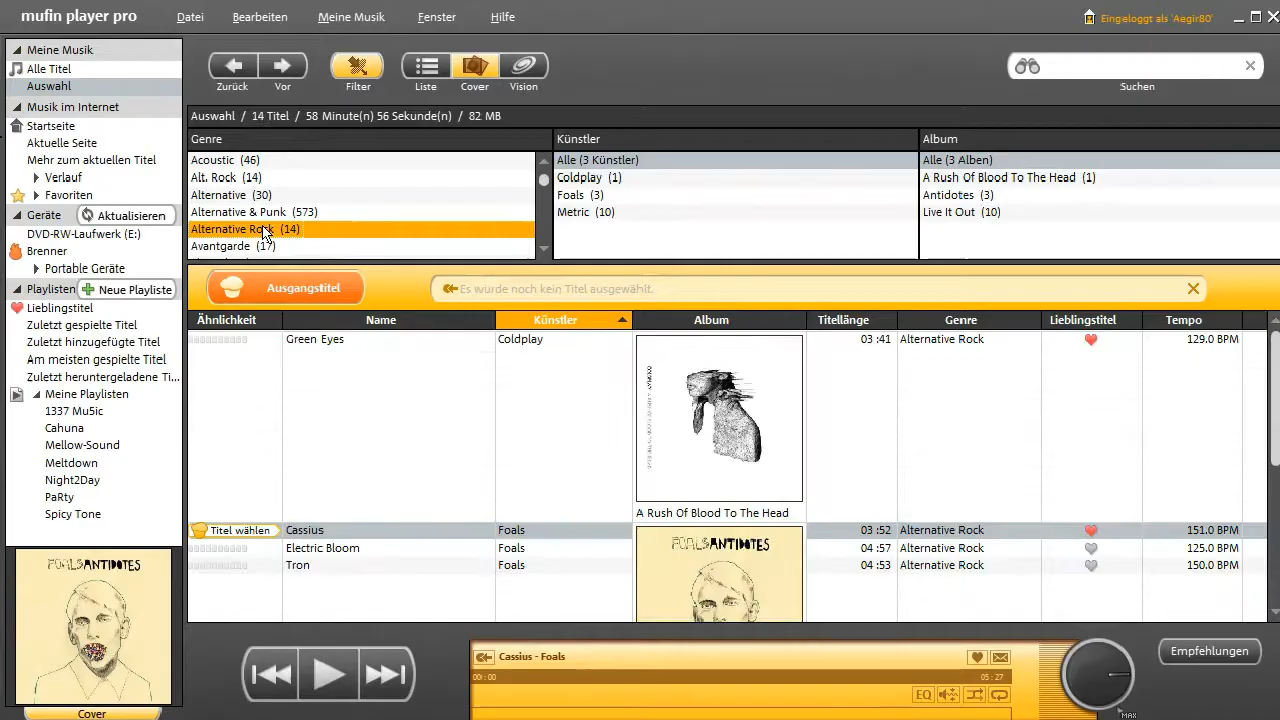 mufin player pro
Datei Bearbeiten Meine Musik Fenster Hilfe
Eingeloggt als 'Aegir80'
Meine Musik
Alle Titel
Auswahl
Musik im Internet
Startseite
Aktuelle Seite
Mehr zum aktuellen Titel
Verlauf
Favoriten
Geräte Aktualisieren
DVD-RW-Laufwerk (E:)
Brenner
Portable Geräte
Playlisten Neue Playliste
Lieblingstitel
Zuletzt gespielte Titel
Zuletzt hinzugefügte Titel
Am meisten gespielte Titel
Zuletzt heruntergeladene Ti...
Meine Playlisten
1337 Mu5ic
Cahuna
Mellow-Sound
Meltdown
Night2Day
PaRty
Spicy Tone
FOALS ANTIDOTES
Cover
Zurück Vor Filter Liste Cover Vision Suchen
Auswahl / 14 Titel / 58 Minute(n) 56 Sekunde(n) / 82 MB
Genre Künstler Album
Acoustic (46) Alle (3 Künstler) Alle (3 Alben)
Alt. Rock (14) Coldplay (1) A Rush Of Blood To The Head (1)
Alternative (30) Foals (3) Antidotes (3)
Alternative & Punk (573) Metric (10) Live It Out (10)
Alternative Rock (14)
Avantgarde (17)
Ausgangstitel Es wurde noch kein Titel ausgewählt.
Ähnlichkeit Name Künstler Album Titellänge Genre Lieblingstitel Tempo
Green Eyes Coldplay 03:41 Alternative Rock 129.0 BPM
A Rush Of Blood To The Head
Titel wählen Cassius Foals 03:52 Alternative Rock 151.0 BPM
Electric Bloom Foals 04:57 Alternative Rock 125.0 BPM
Tron Foals 04:53 Alternative Rock 150.0 BPM
FOALS ANTIDOTES
Cassius - Foals
00:00 05:27
EQ
MAX
Empfehlungen